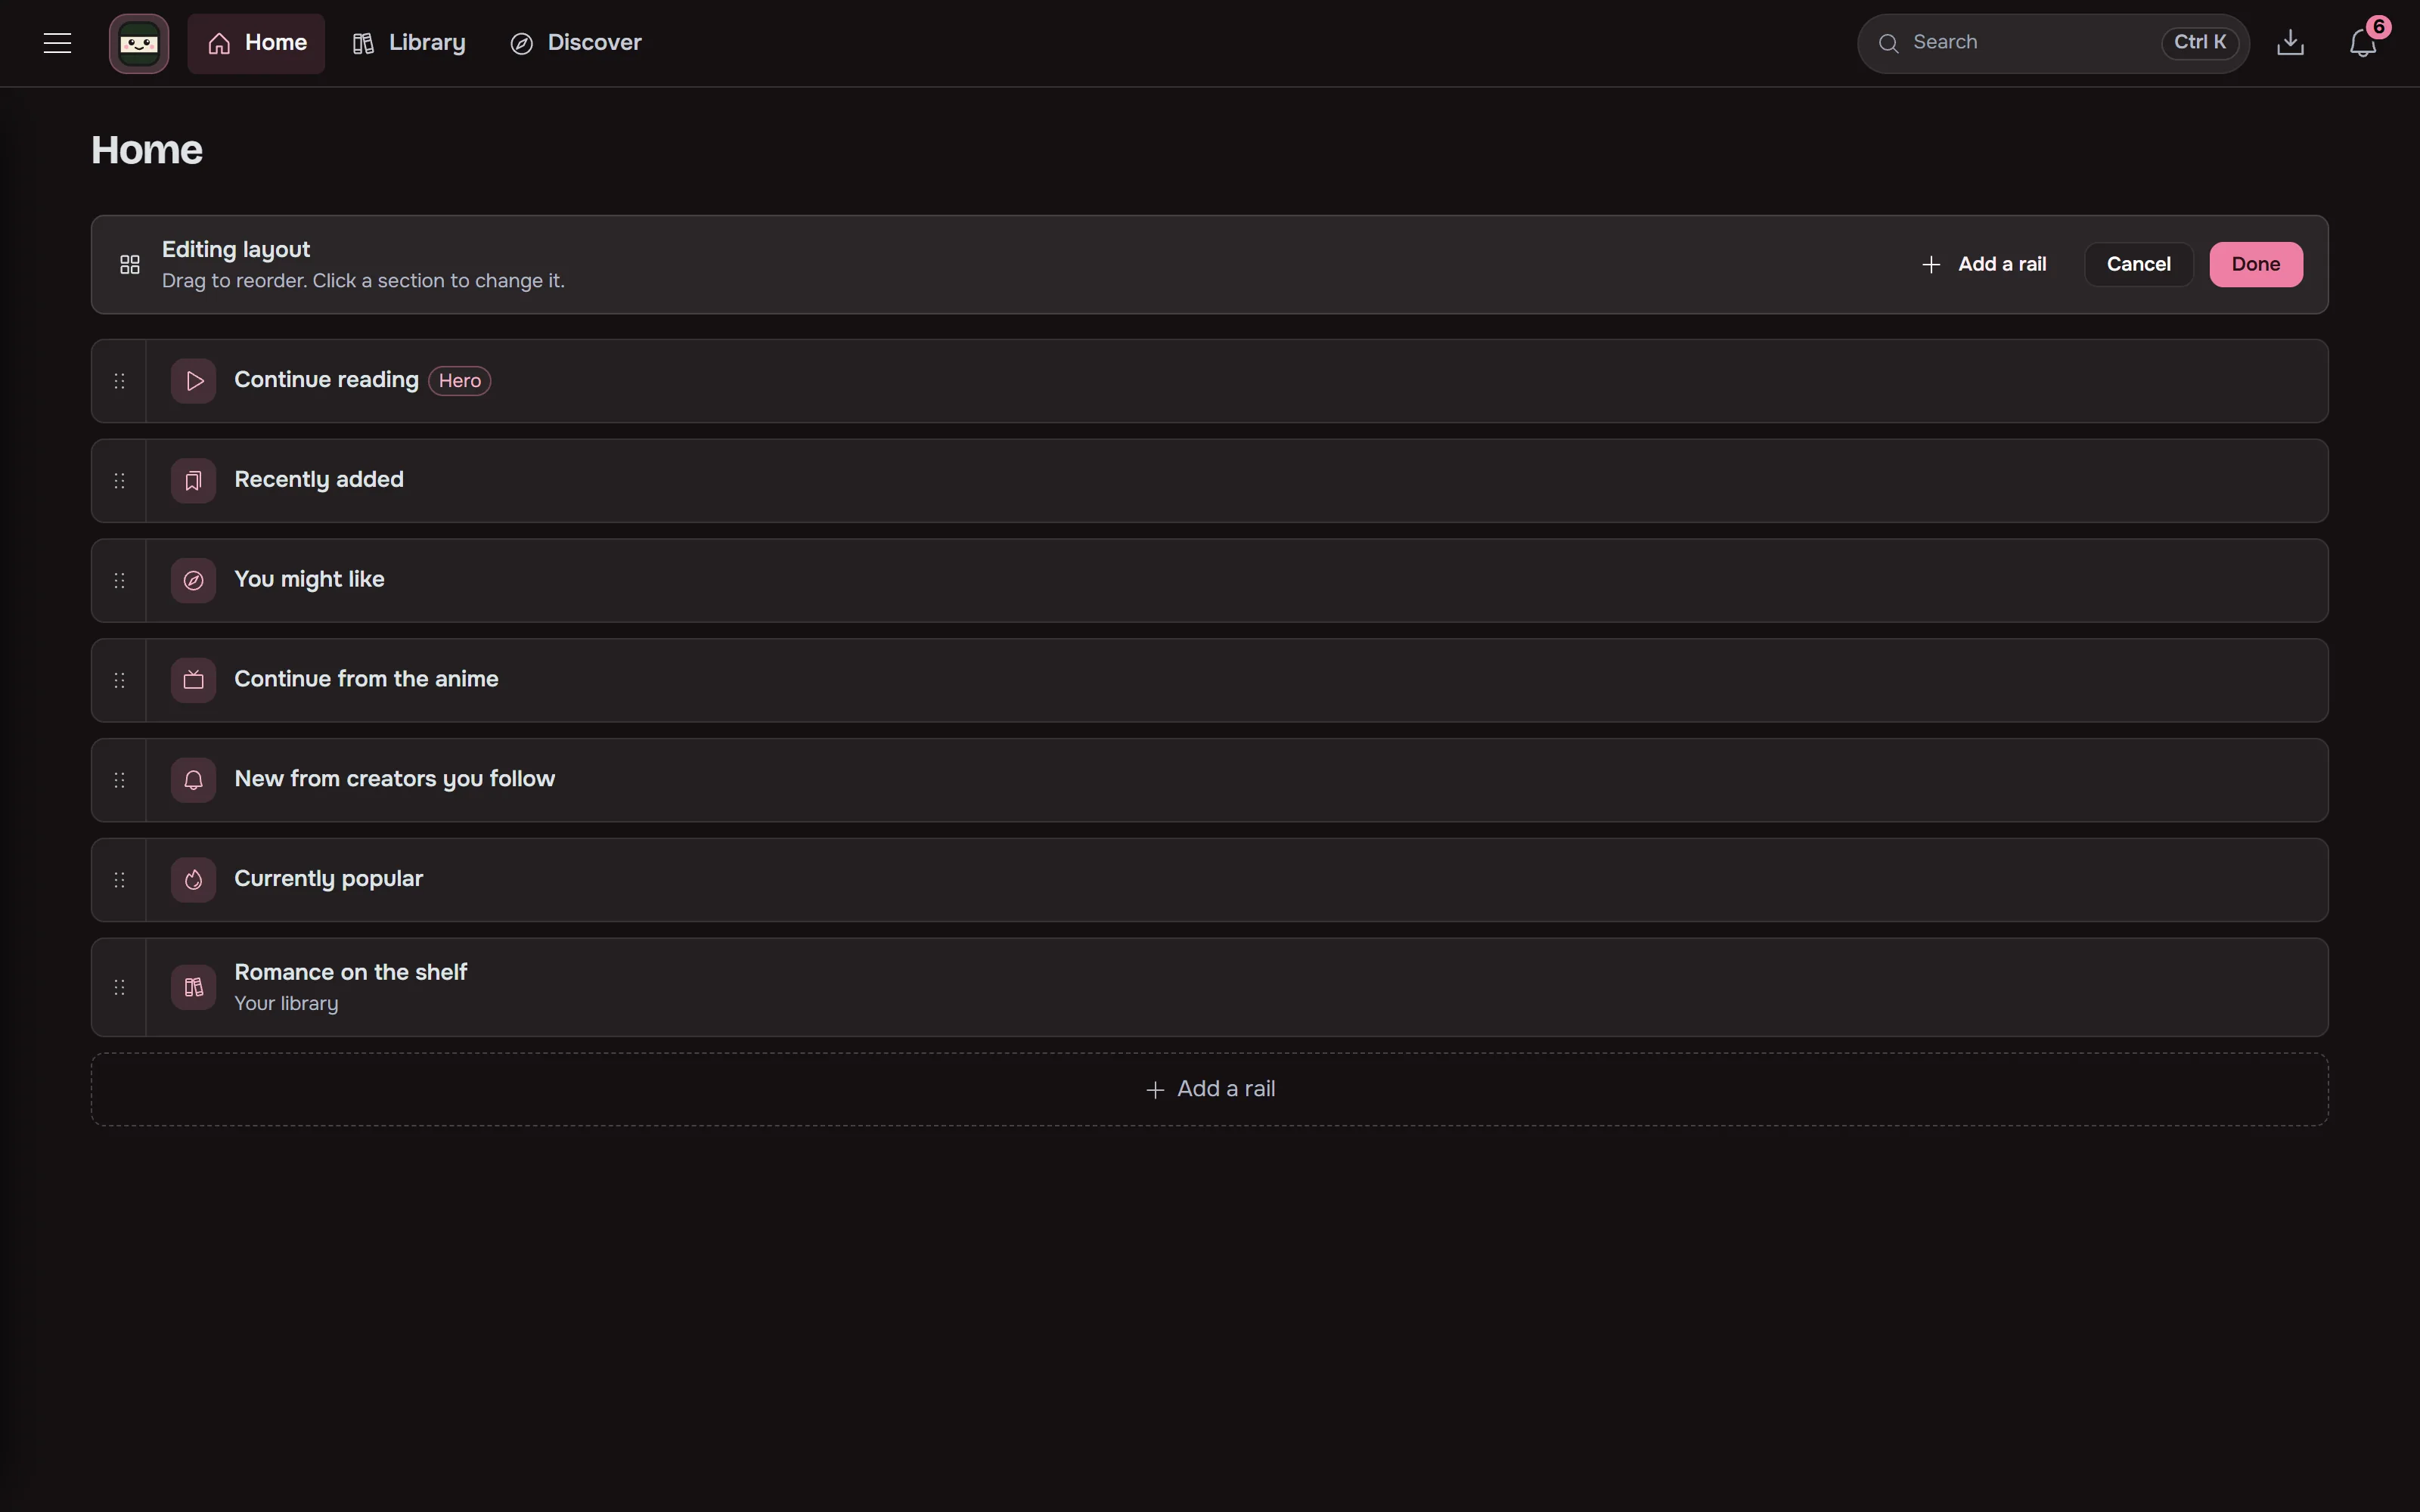 Home
Library
Discover
Search
Ctrl K
6
Home
Editing layout
Drag to reorder. Click a section to change it.
Add a rail
Cancel
Done
Continue reading
Hero
Recently added
You might like
Continue from the anime
New from creators you follow
Currently popular
Romance on the shelf
Your library
Add a rail